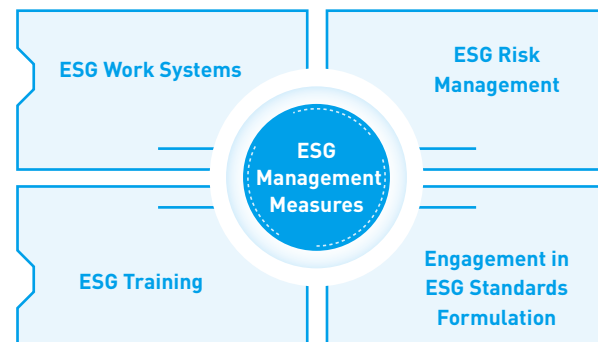 ESG Work Systems
ESG Risk
Management
ESG
Management
Measures
ESG Training
Engagement in
ESG Standards
Formulation